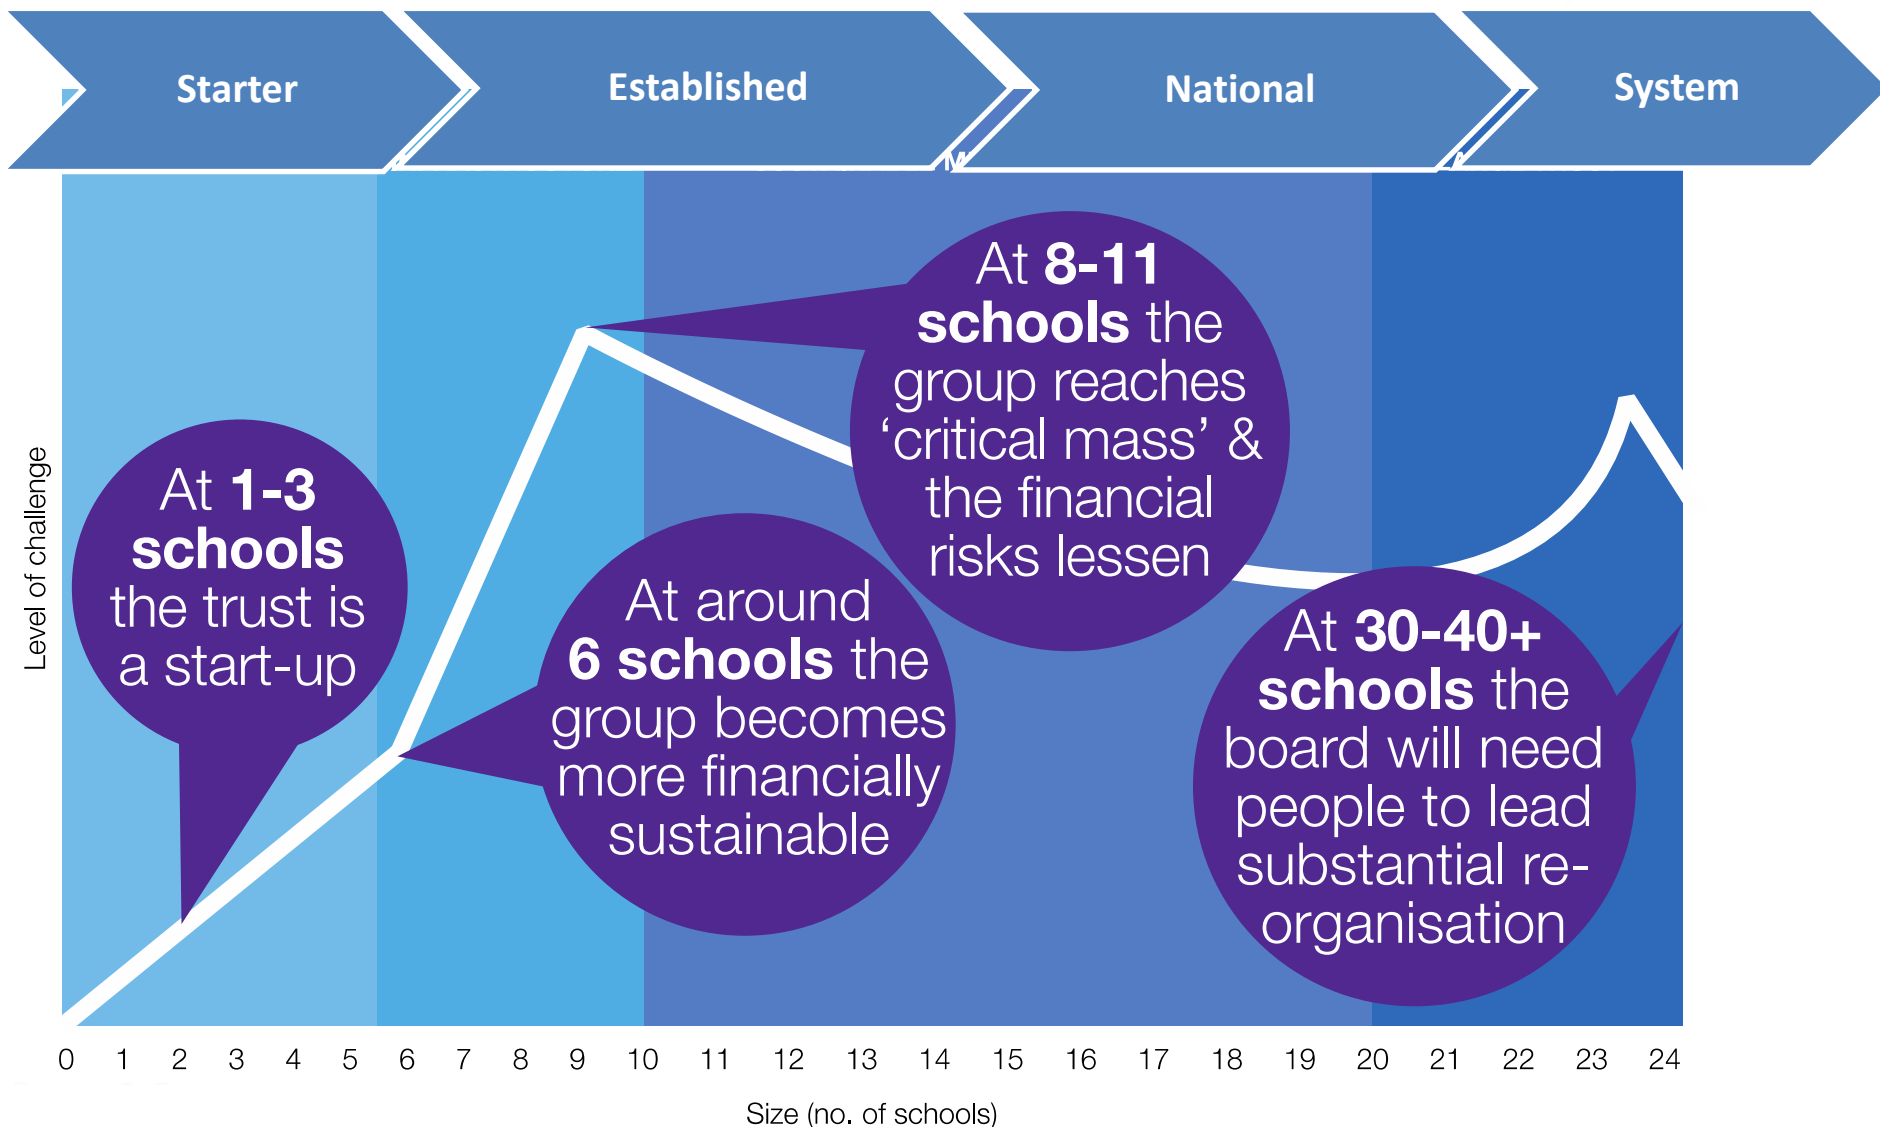 Starter
Established
National
System
At 8-11
schools the
group reaches
‘critical mass’ &
the financial
risks lessen
At 1-3
schools
the trust is
a start-up
At around
6 schools the
group becomes
more financially
sustainable
At 30-40+
schools the
board will need
people to lead
substantial re-
organisation
Level of challenge
0 1 2 3 4 5 6 7 8 9 10 11 12 13 14 15 16 17 18 19 20 21 22 23 24
Size (no. of schools)